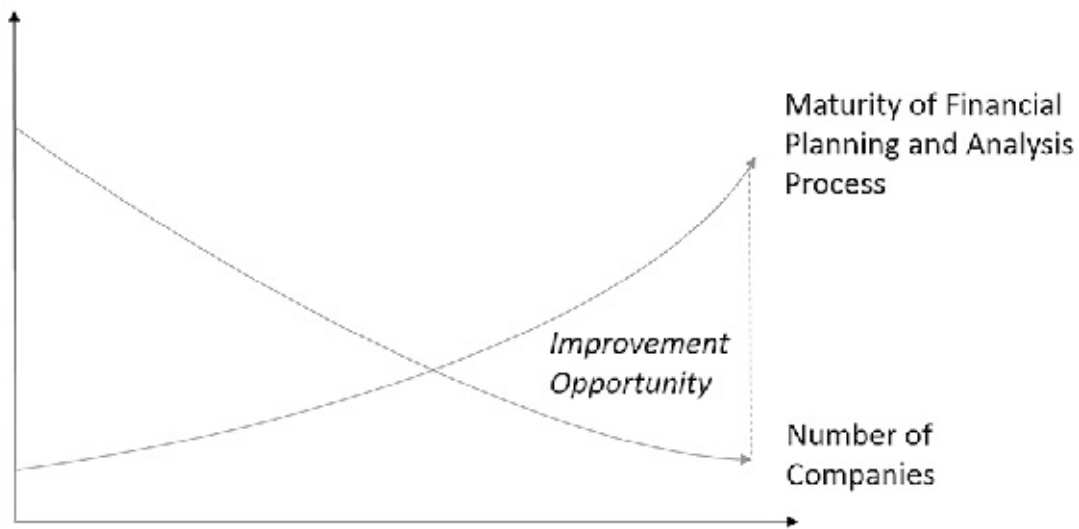 Maturity of Financial
Planning and Analysis
Process
Improvement
Opportunity
Number of
Companies